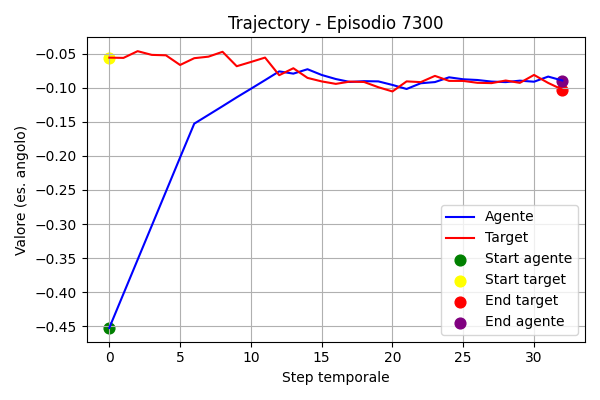 Trajectory - Episodio 7300
Valore (es. angolo)
−0.05
−0.10
−0.15
−0.20
−0.25
−0.30
−0.35
−0.40
−0.45
Agente
Target
Start agente
Start target
End target
End agente
0 5 10 15 20 25 30
Step temporale